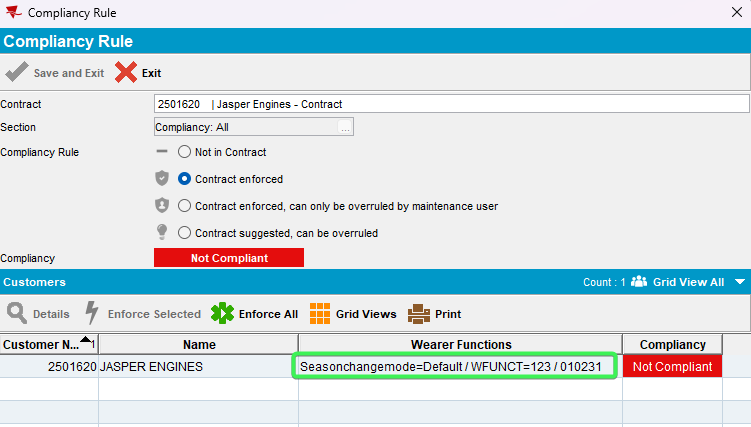 Compliancy Rule
Compliancy Rule
Save and Exit Exit
Contract 2501620 | Jasper Engines - Contract
Section Compliancy: All ...
Compliancy Rule Not in Contract
Contract enforced
Contract enforced, can only be overruled by maintenance user
Contract suggested, can be overruled
Compliancy Not Compliant
Customers Count : 1 Grid View All
Details Enforce Selected Enforce All Grid Views Print
Customer N... 1 Name Wearer Functions Compliancy
2501620 JASPER ENGINES Seasonchangemode=Default / WFUNCT=123 / 010231 Not Compliant